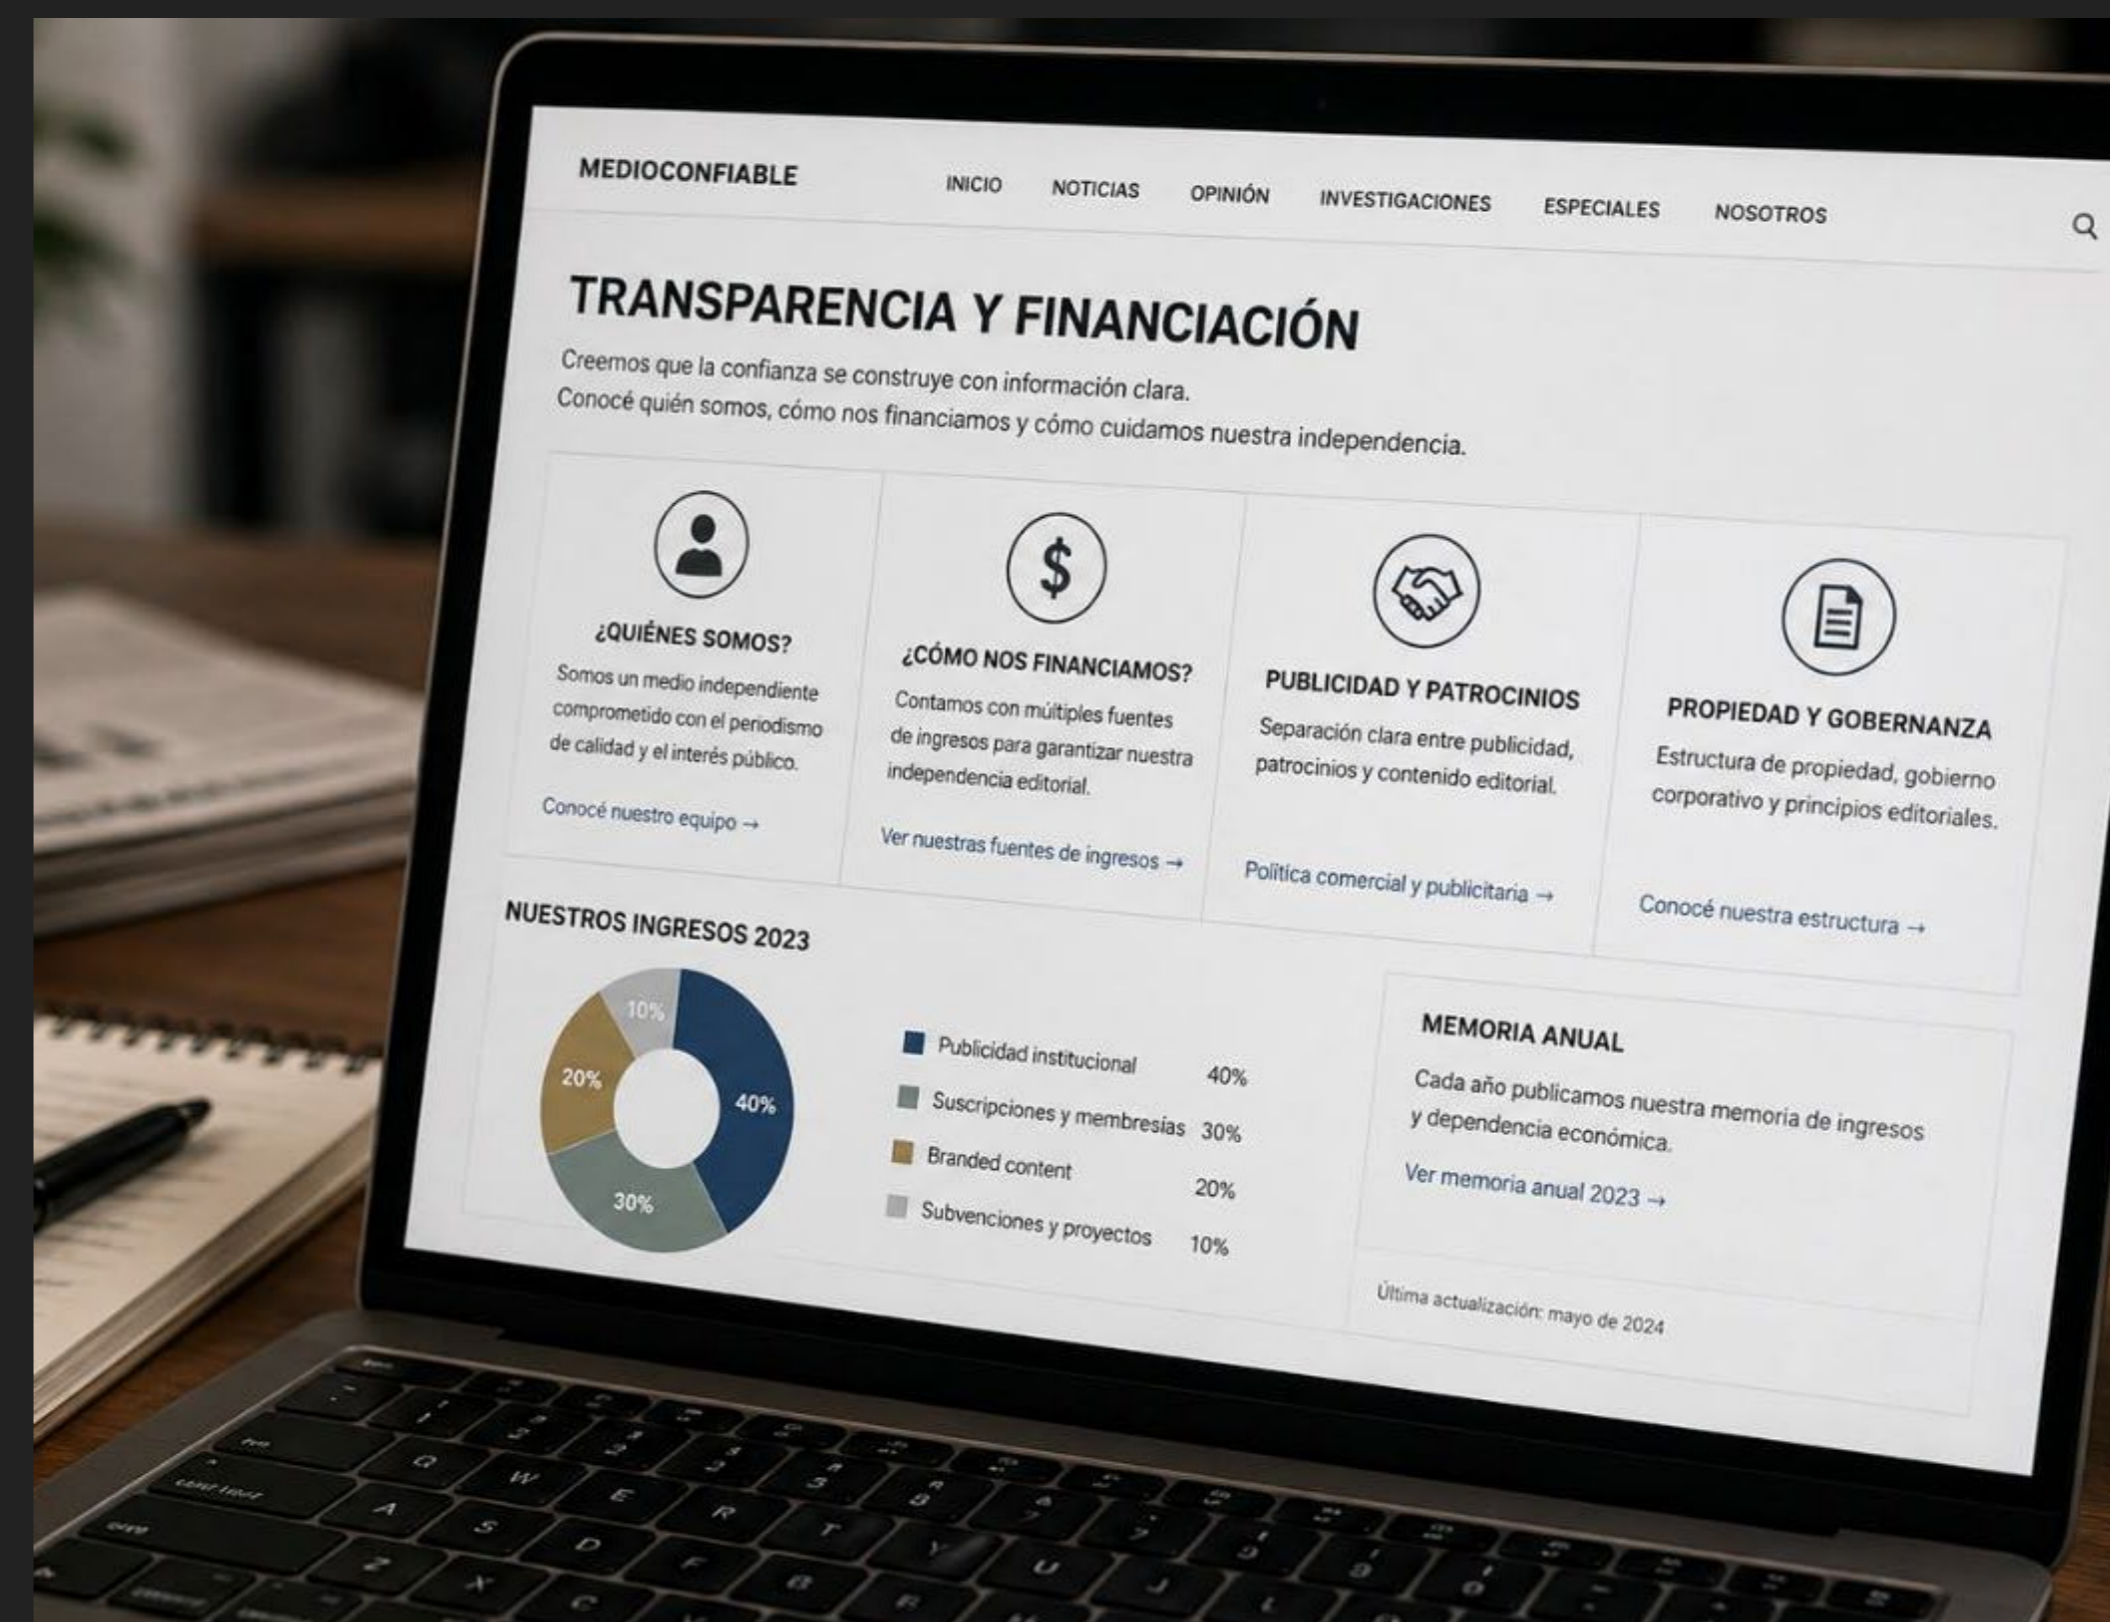 MEDIOCONFIABLE
INICIO NOTICIAS OPINIÓN INVESTIGACIONES ESPECIALES NOSOTROS
TRANSPARENCIA Y FINANCIACIÓN
Creemos que la confianza se construye con información clara.
Conocé quién somos, cómo nos financiamos y cómo cuidamos nuestra independencia.
¿QUIÉNES SOMOS?
Somos un medio independiente
comprometido con el periodismo
de calidad y el interés público.
Conocé nuestro equipo →
$
¿CÓMO NOS FINANCIAMOS?
Contamos con múltiples fuentes
de ingresos para garantizar nuestra
independencia editorial.
Ver nuestras fuentes de ingresos →
PUBLICIDAD Y PATROCINIOS
Separación clara entre publicidad,
patrocinios y contenido editorial.
Política comercial y publicitaria →
PROPIEDAD Y GOBERNANZA
Estructura de propiedad, gobierno
corporativo y principios editoriales.
Conocé nuestra estructura →
NUESTROS INGRESOS 2023
10%
20%
40%
30%
Publicidad institucional 40%
Suscripciones y membresías 30%
Branded content 20%
Subvenciones y proyectos 10%
MEMORIA ANUAL
Cada año publicamos nuestra memoria de ingresos
y dependencia económica.
Ver memoria anual 2023 →
Última actualización: mayo de 2024
Q W E R T Y U
A S D F
Z X C